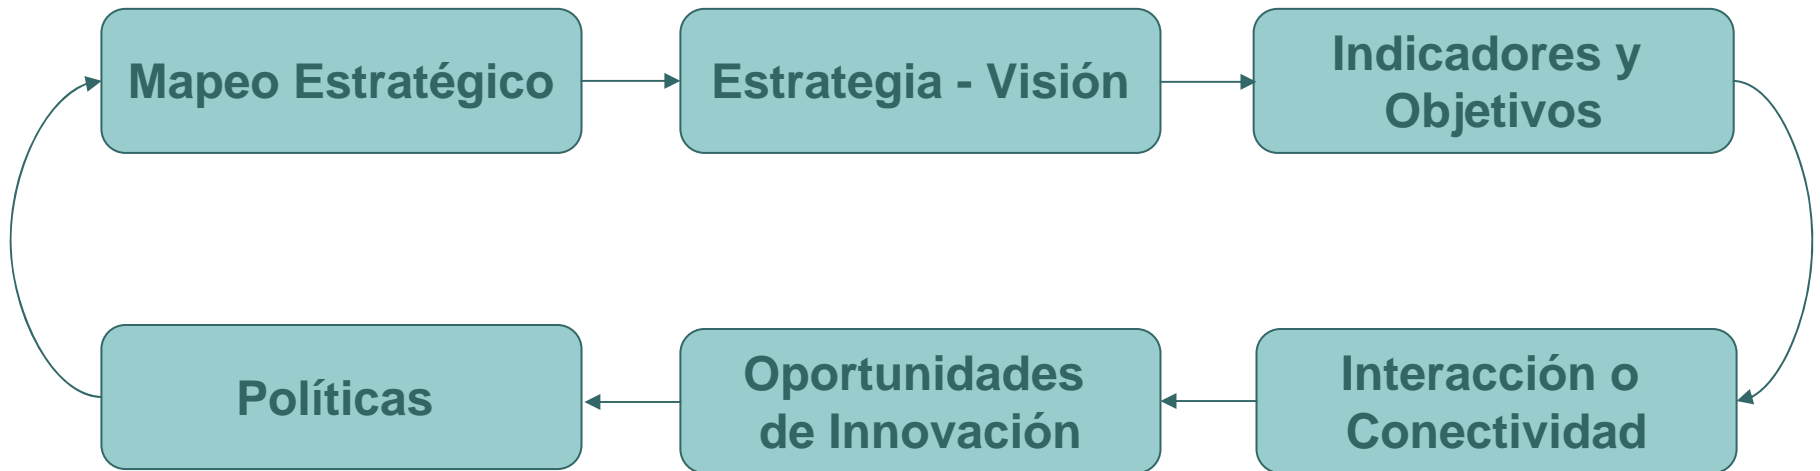 Mapeo Estratégico
Estrategia - Visión
Indicadores y
Objetivos
Políticas
Oportunidades
de Innovación
Interacción o
Conectividad